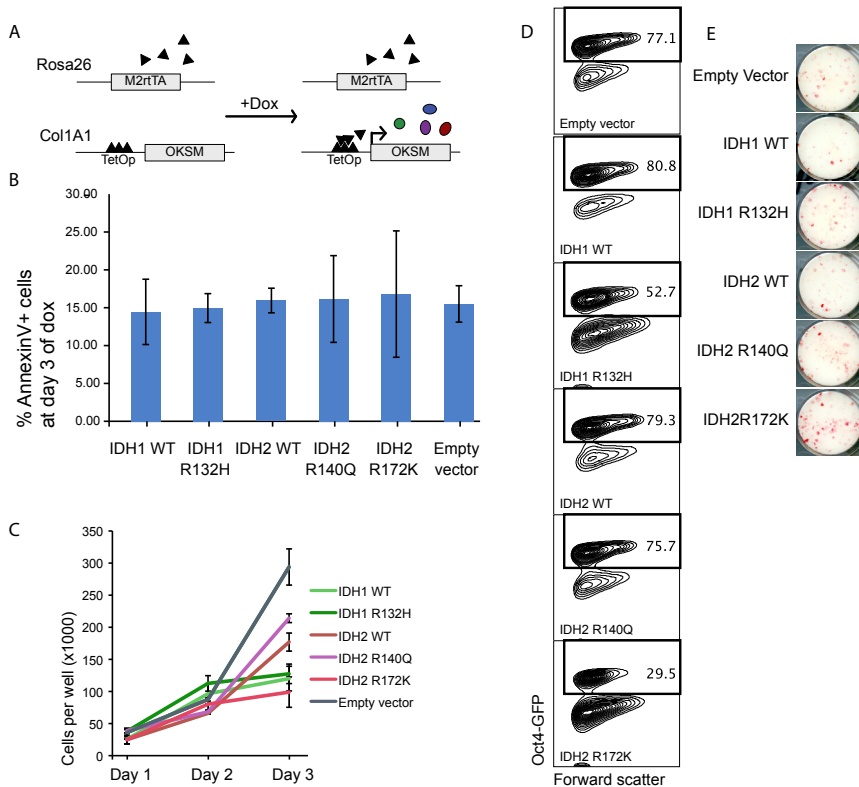 A
Rosa26
M2rtTA
M2rtTA
+Dox
Col1A1
TetOp
OKSM
TetOp
OKSM
B
% AnnexinV+ cells
at day 3 of dox
30.00
25.00
20.00
15.00
10.00
5.00
0.00
IDH1 WT
IDH1
R132H
IDH2 WT
IDH2
R140Q
IDH2
R172K
Empty
vector
C
Cells per well (x1000)
350
300
250
200
150
100
50
0
Day 1
Day 2
Day 3
IDH1 WT
IDH1 R132H
IDH2 WT
IDH2 R140Q
IDH2 R172K
Empty vector
D
77.1
Empty vector
80.8
IDH1 WT
52.7
IDH1 R132H
79.3
IDH2 WT
75.7
IDH2 R140Q
29.5
IDH2 R172K
Oct4-GFP
Forward scatter
E
Empty Vector
IDH1 WT
IDH1 R132H
IDH2 WT
IDH2 R140Q
IDH2R172K